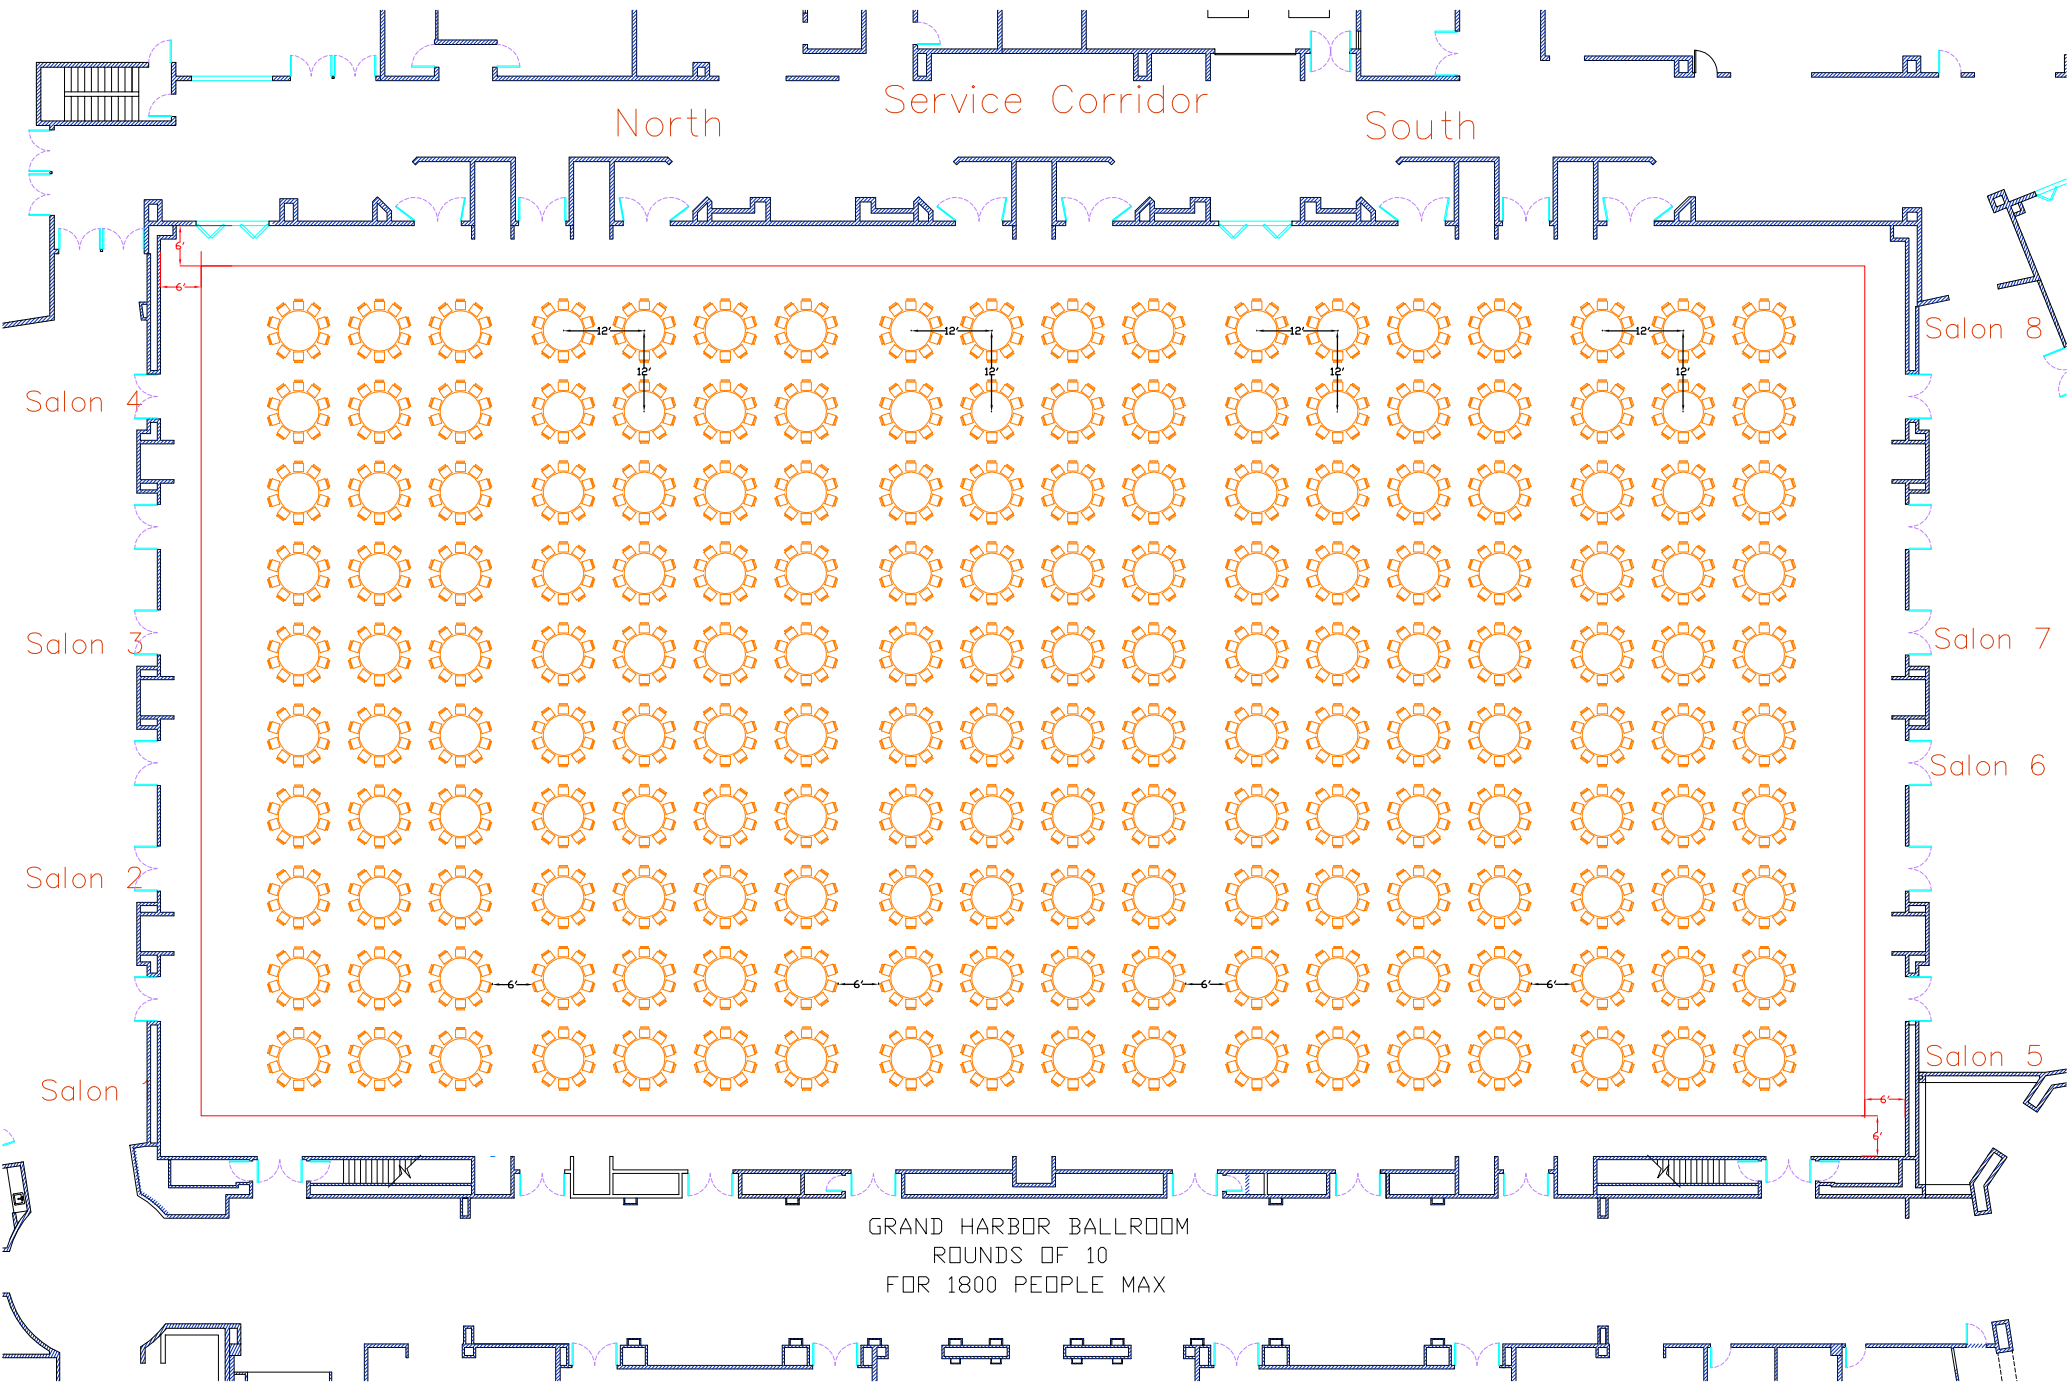 Service Corridor
North
South
6'
6'
Salon 8
12'
12'
12'
12'
12'
12'
12'
12'
Salon 4
Salon 3
Salon 7
Salon 6
Salon 2
6'
6'
6'
6'
Salon 5
Salon 1
6'
6'
GRAND HARBOR BALLROOM
ROUNDS OF 10
FOR 1800 PEOPLE MAX